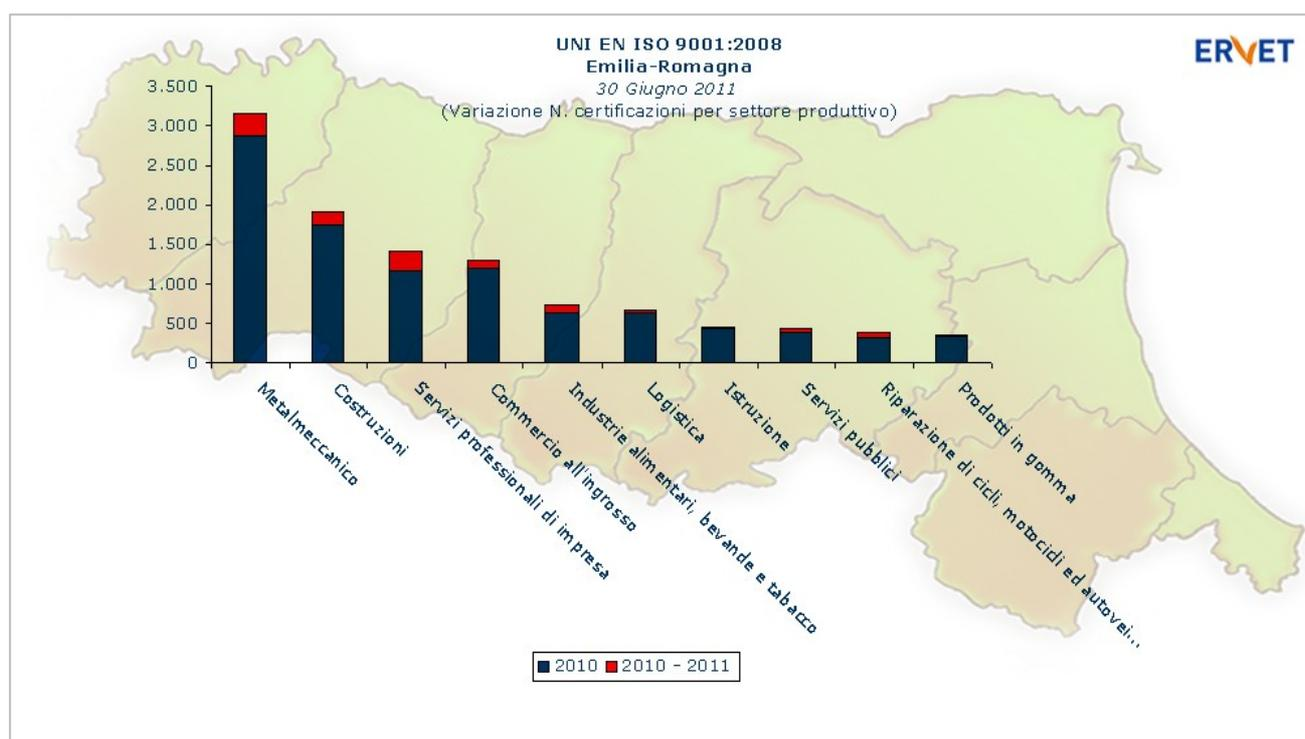 UNI EN ISO 9001:2008
Emilia-Romagna
30 Giugno 2011
(Variazione N. certificazioni per settore produttivo)
ERVET
3.500
3.000
2.500
2.000
1.500
1.000
500
0
Metalmeccanico
Costruzioni
Servizi professionali di impresa
Commercio all'ingrosso
Industrie alimentari, bevande e tabacco
Logistica
Istruzione
Servizi pubblici
Riparazione di cicli, motocicli ed autovei...
Prodotti in gomma
2010
2010 - 2011